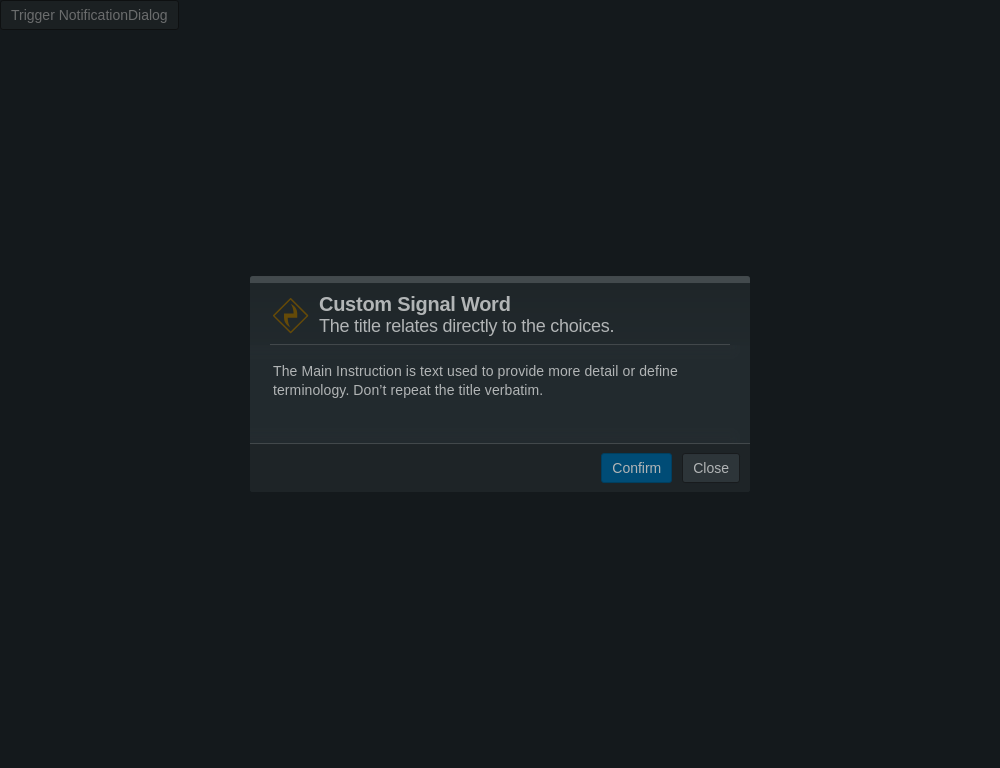 Trigger NotificationDialog
Custom Signal Word
The title relates directly to the choices.
The Main Instruction is text used to provide more detail or define
terminology. Don’t repeat the title verbatim.
Confirm
Close